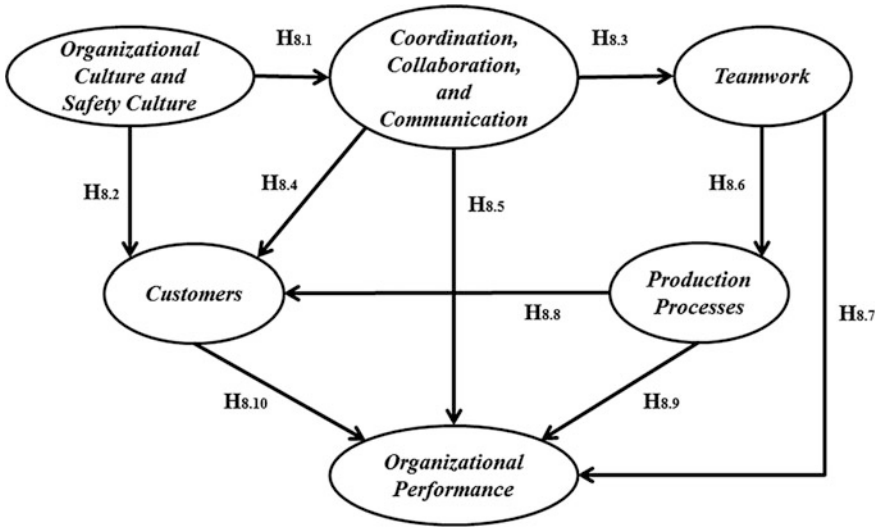 Organizational
Culture and
Safety Culture
H8.1
Coordination,
Collaboration,
and
Communication
H8.3
Teamwork
H8.2
H8.4
H8.5
H8.6
H8.7
Customers
Production
Processes
H8.8
H8.10
H8.9
Organizational
Performance